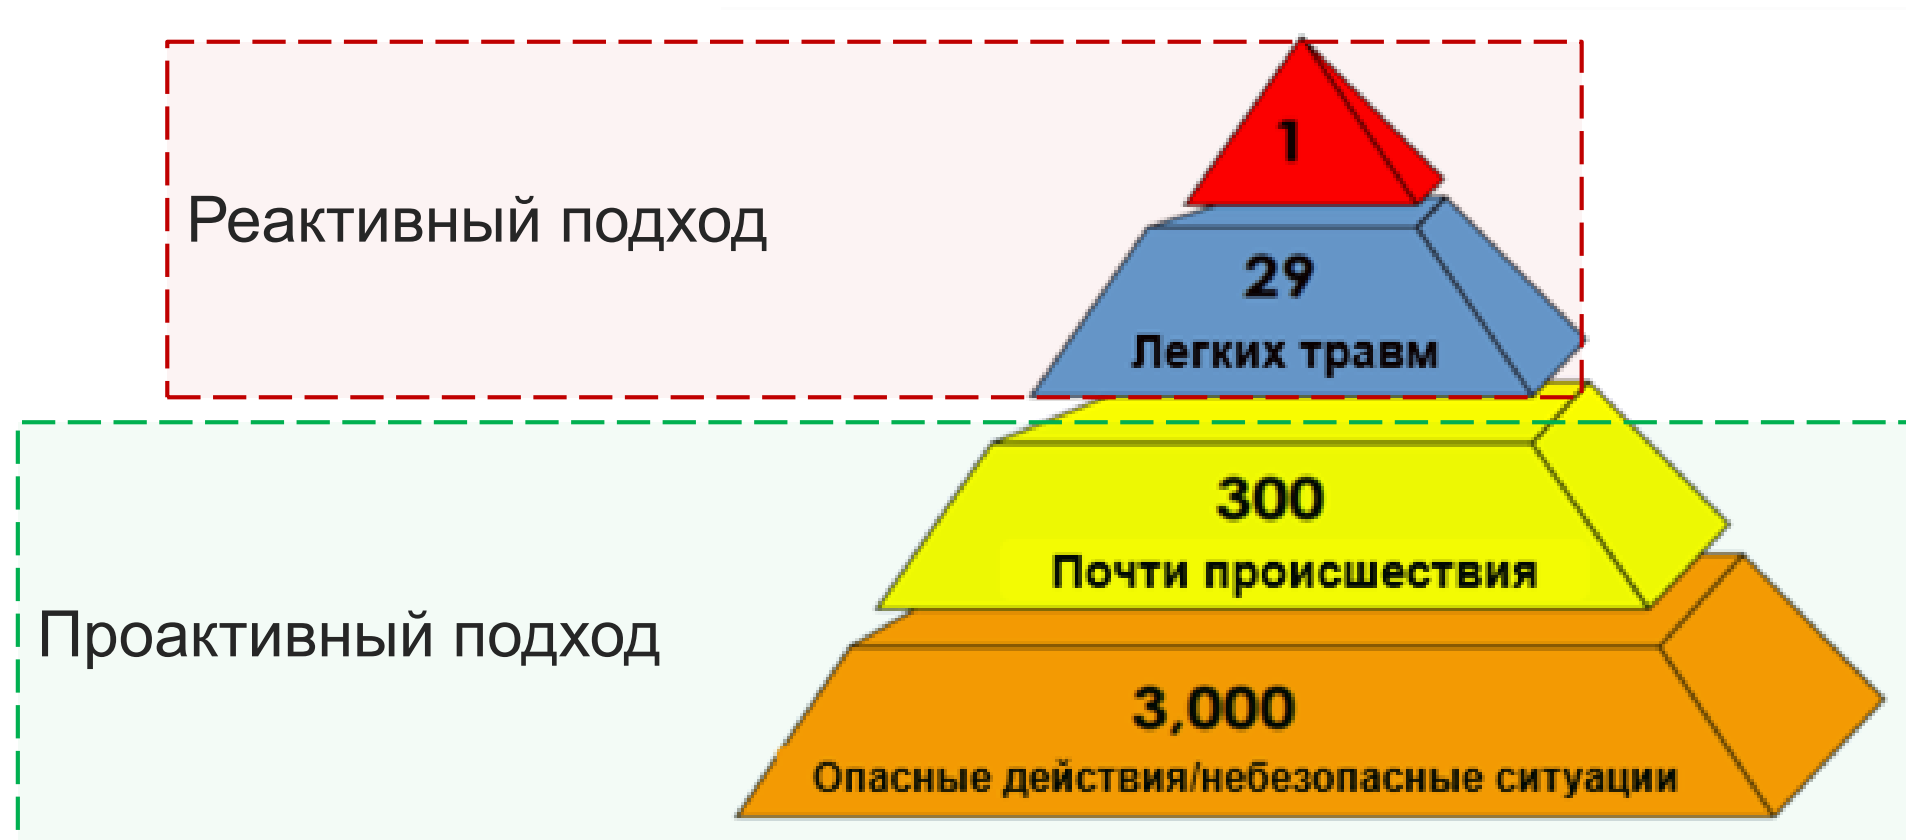 1
Реактивный подход
29
Легких травм
300
Почти происшествия
Проактивный подход
3,000
Опасные действия/небезопасные ситуации